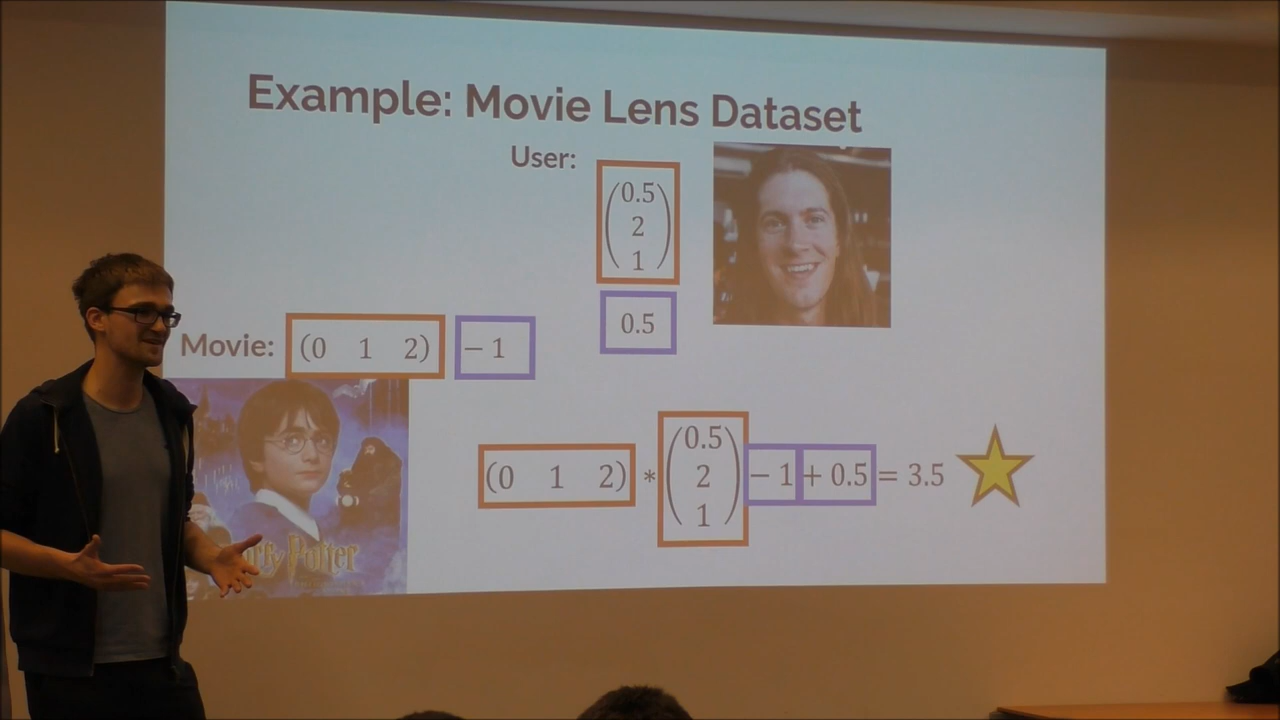 Example: Movie Lens Dataset
User:
(0.5
2
1)
0.5
Movie: (0 1 2) − 1
Potter
(0 1 2) * (0.5
2
1) − 1 + 0.5 = 3.5